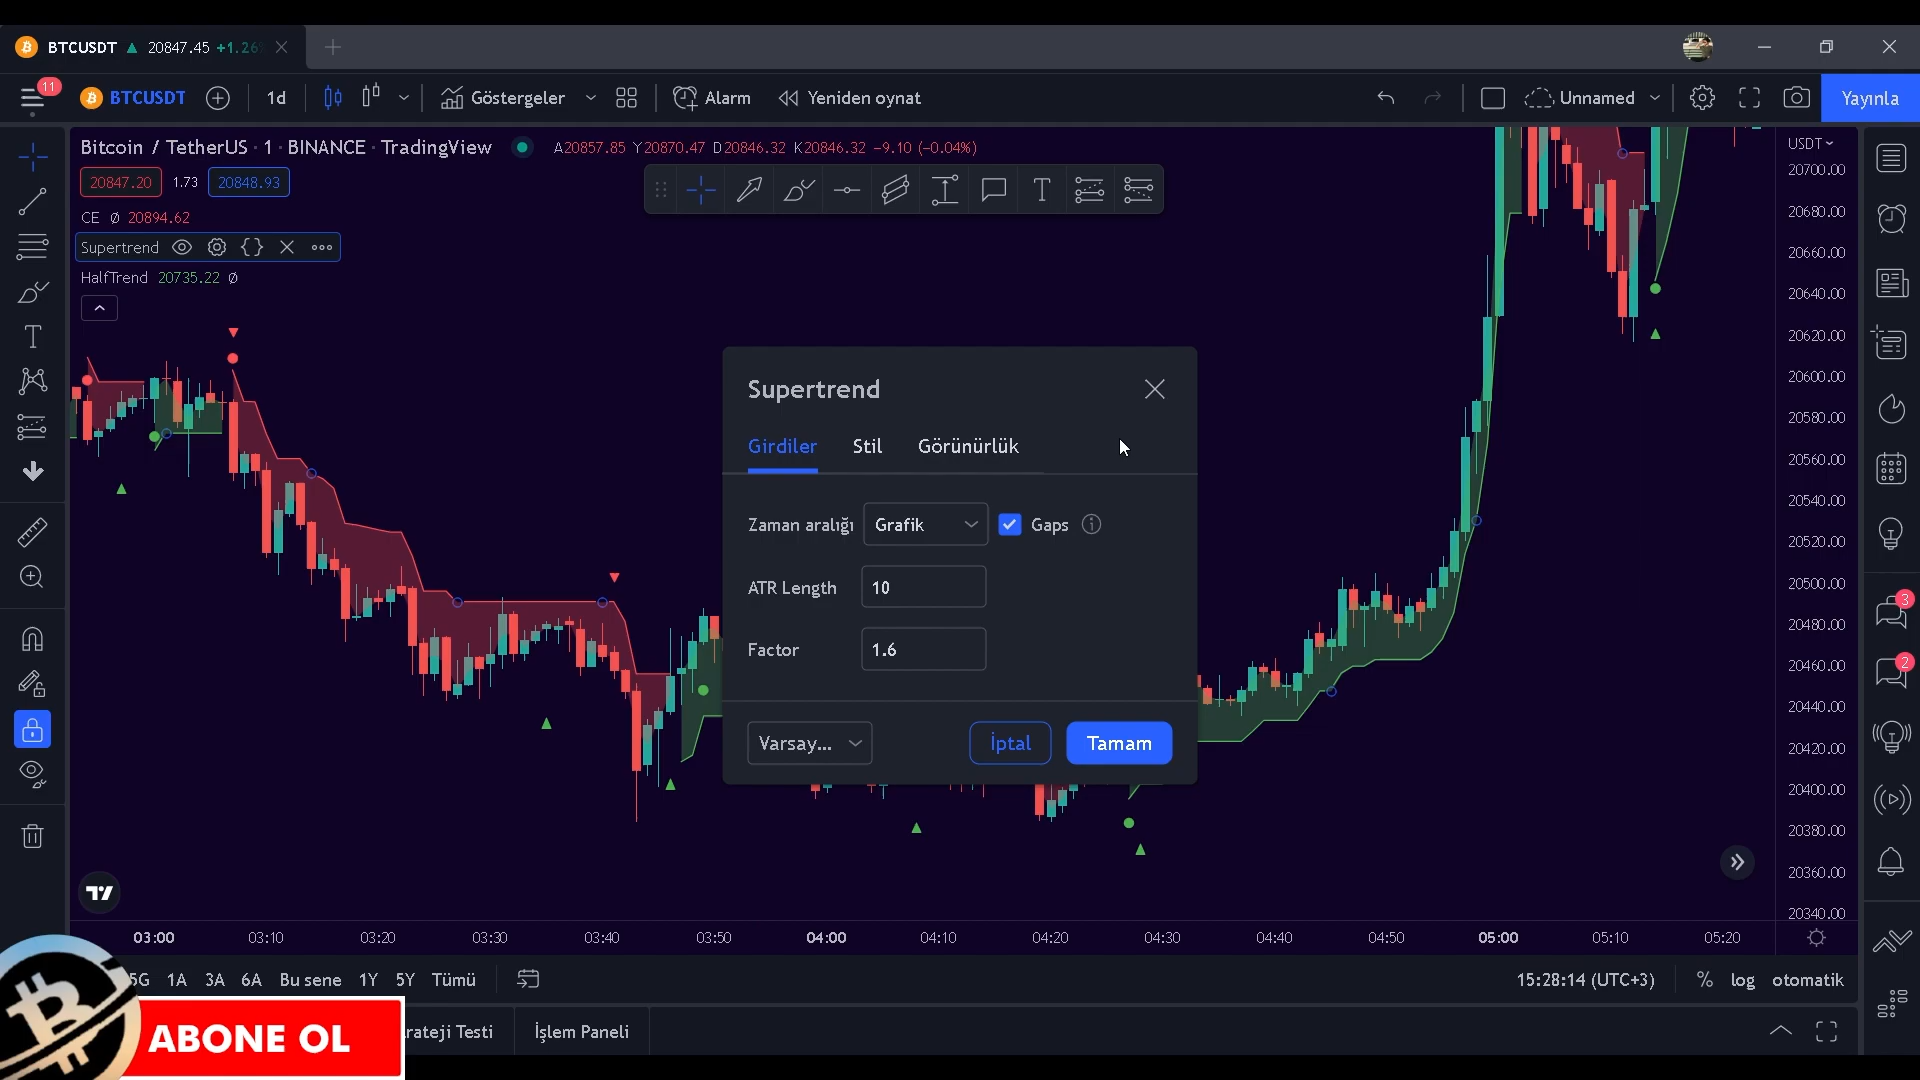 BTCUSDT ▲ 20847.45 +1.26
11
BTCUSDT
1d
Göstergeler
Alarm
Yeniden oynat
Unnamed
Yayınla
Bitcoin / TetherUS · 1 · BINANCE · TradingView
A20857.85 Y20870.47 D20846.32 K20846.32 −9.10 (−0.04%)
20847.20 1.73 20848.93
CE Ø 20894.62
Supertrend
HalfTrend 20735.22 Ø
USDT
20700.00
20680.00
20660.00
20640.00
20620.00
20600.00
20580.00
20560.00
20540.00
20520.00
20500.00
20480.00
20460.00
20440.00
20420.00
20400.00
20380.00
20360.00
20340.00
3
2
Supertrend
Girdiler Stil Görünürlük
Zaman aralığı Grafik Gaps
ATR Length 10
Factor 1.6
Varsay... İptal Tamam
03:00 03:10 03:20 03:30 03:40 03:50 04:00 04:10 04:20 04:30 04:40 04:50 05:00 05:10 05:20
5G 1A 3A 6A Bu sene 1Y 5Y Tümü
15:28:14 (UTC+3) % log otomatik
rateji Testi İşlem Paneli
ABONE OL